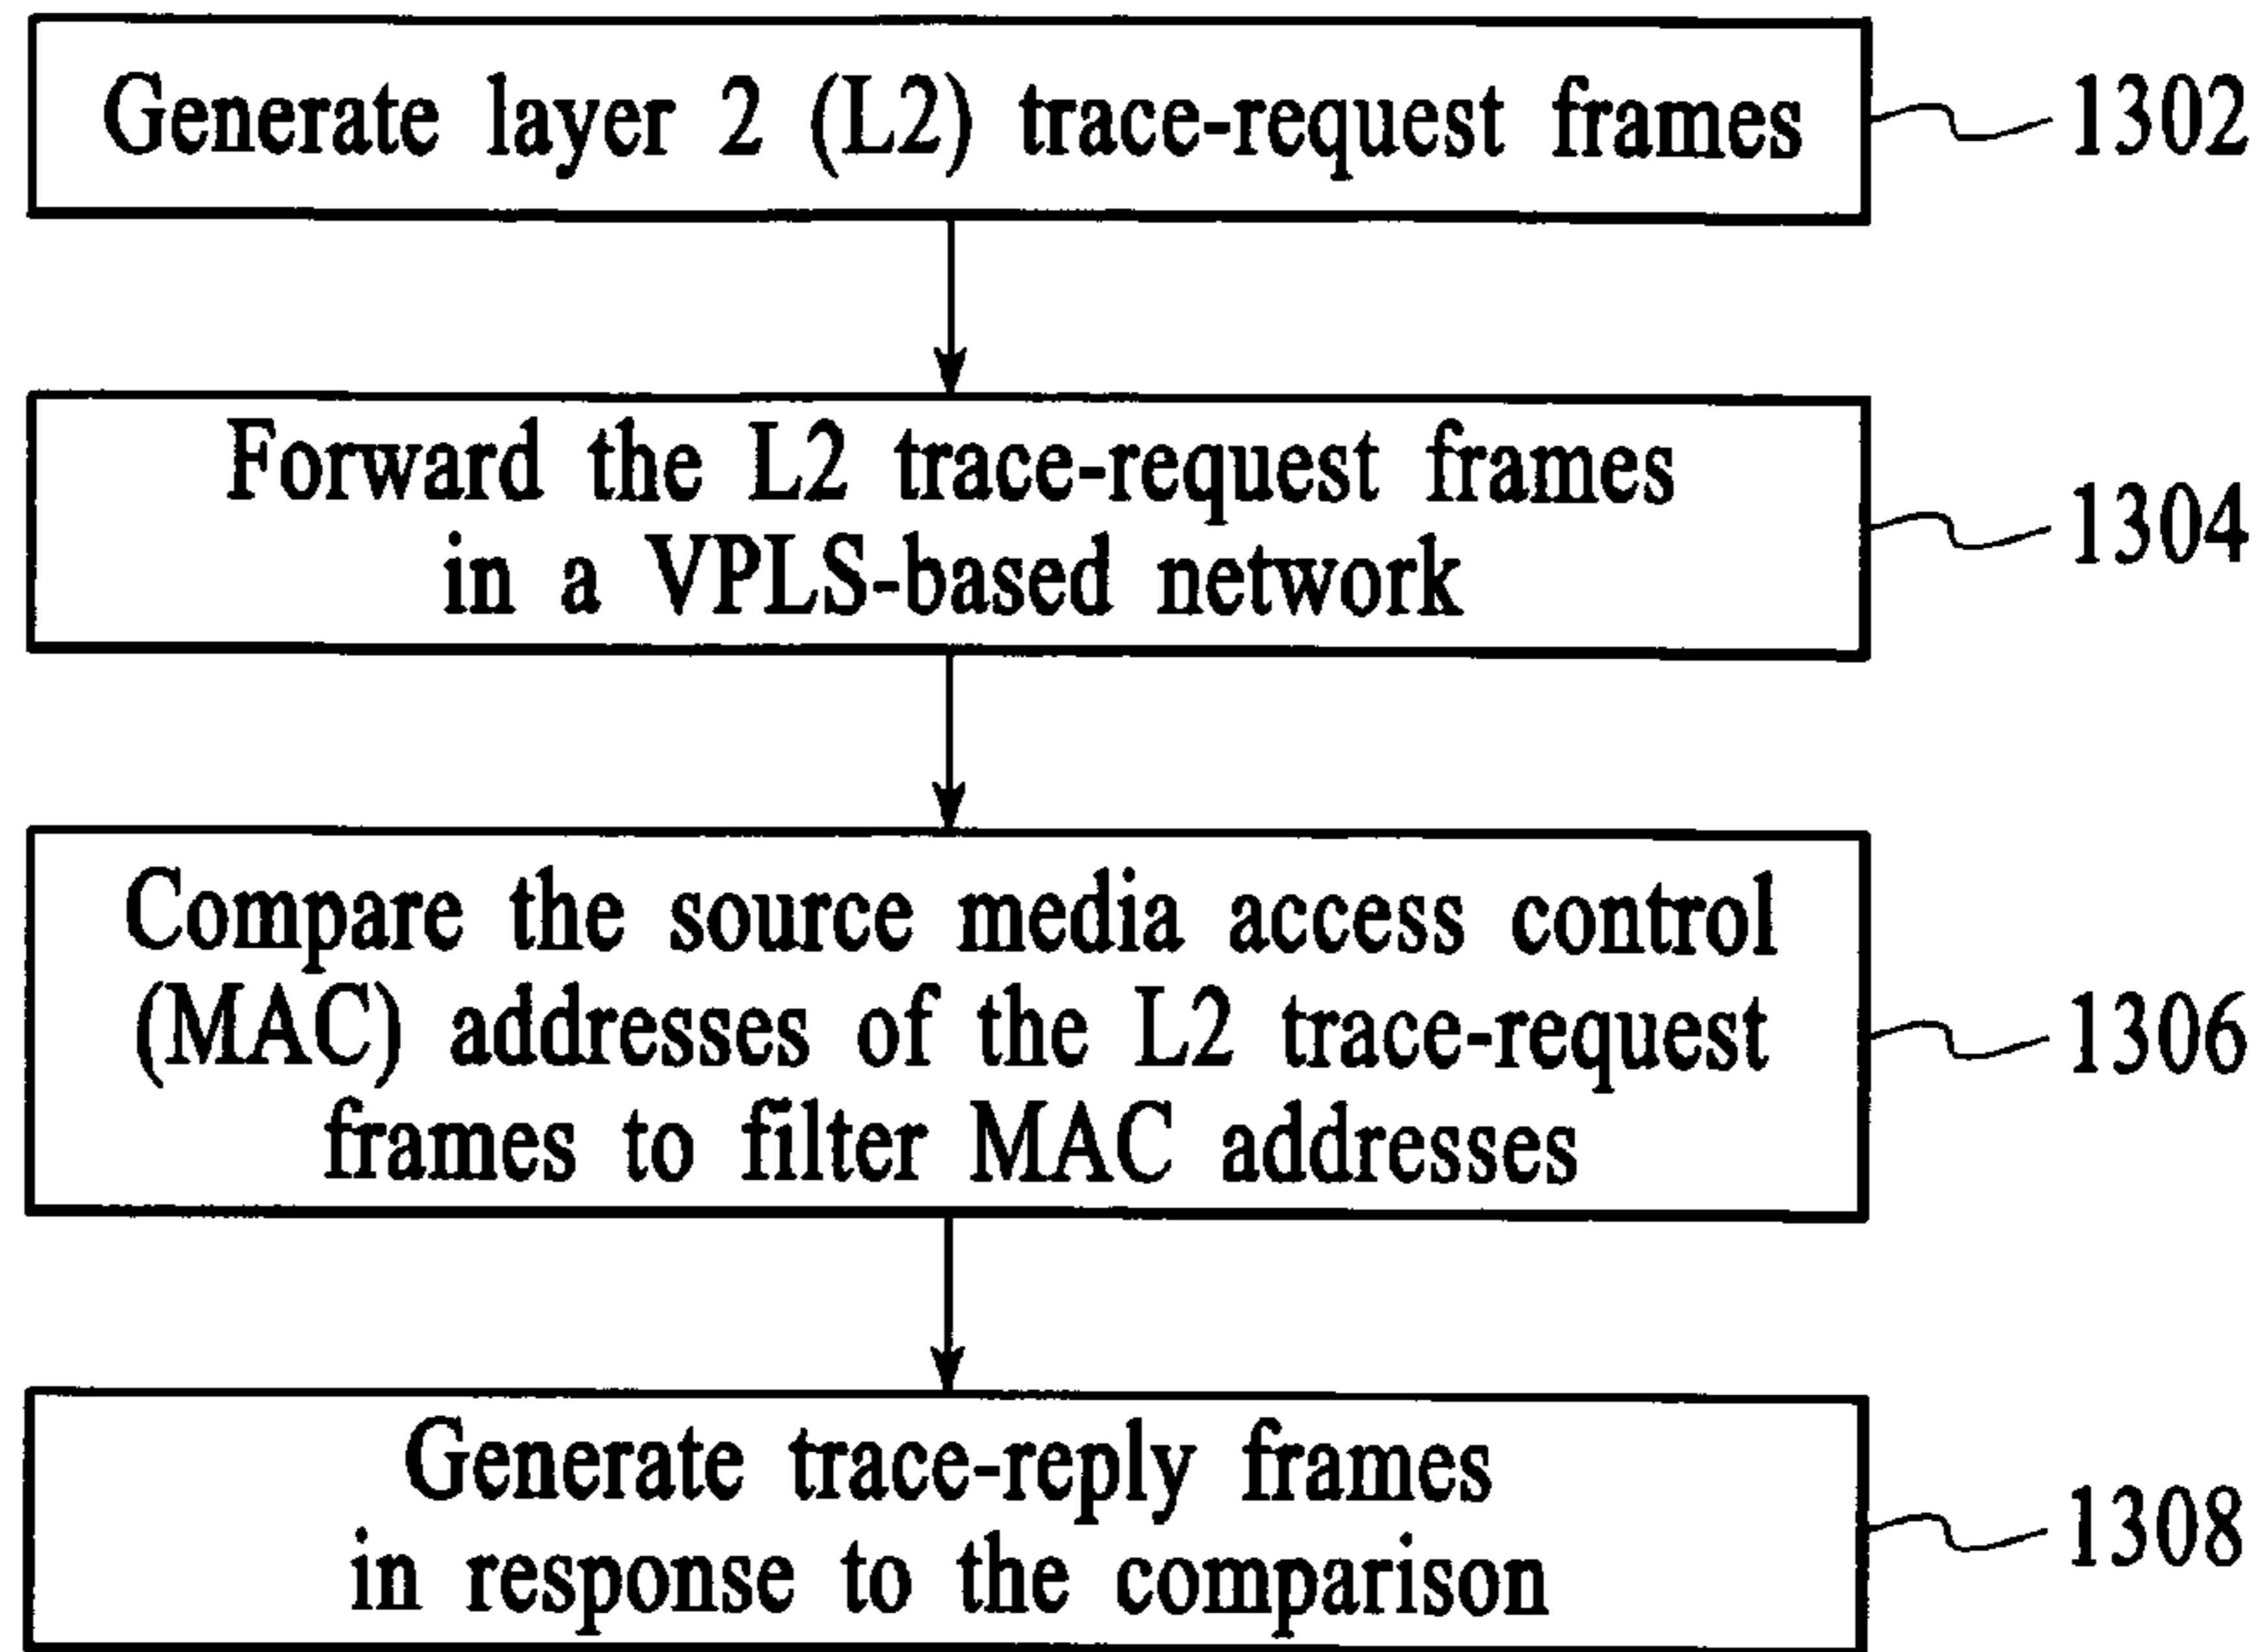 Generate layer 2 (L2) trace-request frames
1302
Forward the L2 trace-request frames
in a VPLS-based network
1304
Compare the source media access control
(MAC) addresses of the L2 trace-request
frames to filter MAC addresses
1306
Generate trace-reply frames
in response to the comparison
1308